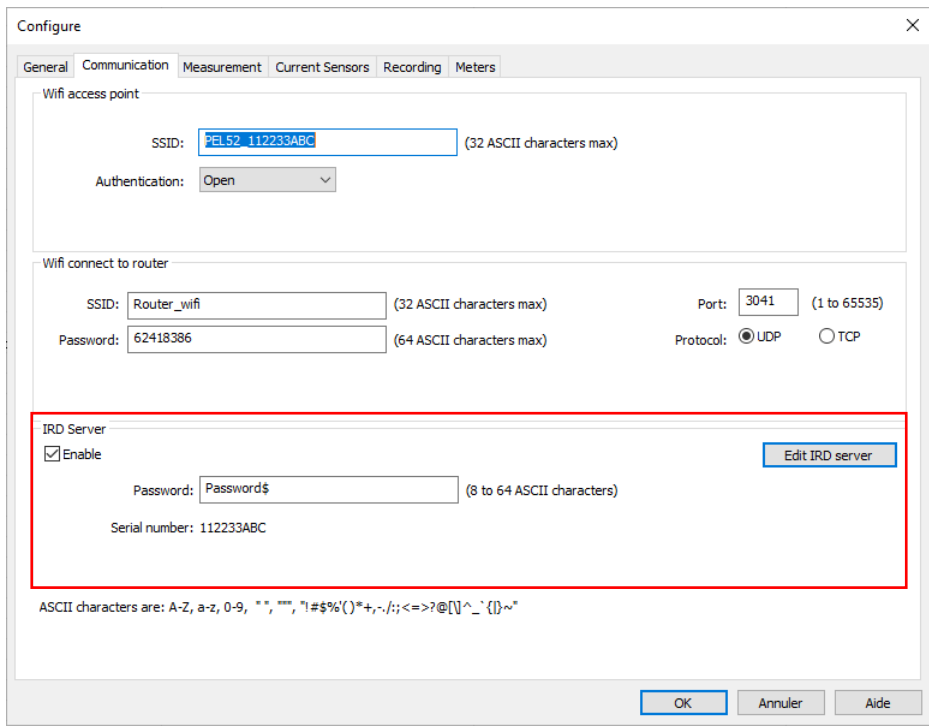 Configure
General Communication Measurement Current Sensors Recording Meters
Wifi access point
SSID: PEL52_112233ABC (32 ASCII characters max)
Authentication: Open
Wifi connect to router
SSID: Router_wifi (32 ASCII characters max) Port: 3041 (1 to 65535)
Password: 62418386 (64 ASCII characters max) Protocol: UDP TCP
IRD Server
Enable Edit IRD server
Password: Password$ (8 to 64 ASCII characters)
Serial number: 112233ABC
ASCII characters are: A-Z, a-z, 0-9, " ", """, "!#$%'()*+,-./:;<=>?@[\]^_`{|}~"
OK Annuler Aide